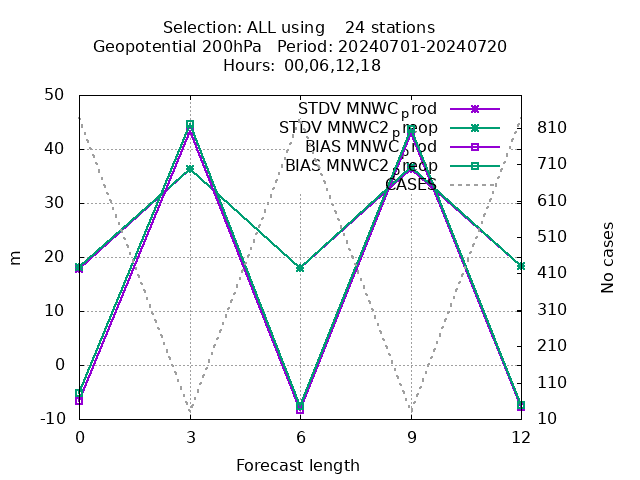 Selection: ALL using 24 stations
Geopotential 200hPa Period: 20240701-20240720
Hours: 00,06,12,18
50
40
30
20
10
0
-10
m
STDV MNWC_prod
STDV MNWC2_preop
BIAS MNWC_prod
BIAS MNWC2_preop
CASES
810
710
610
510
410
310
210
110
10
No cases
0 3 6 9 12
Forecast length